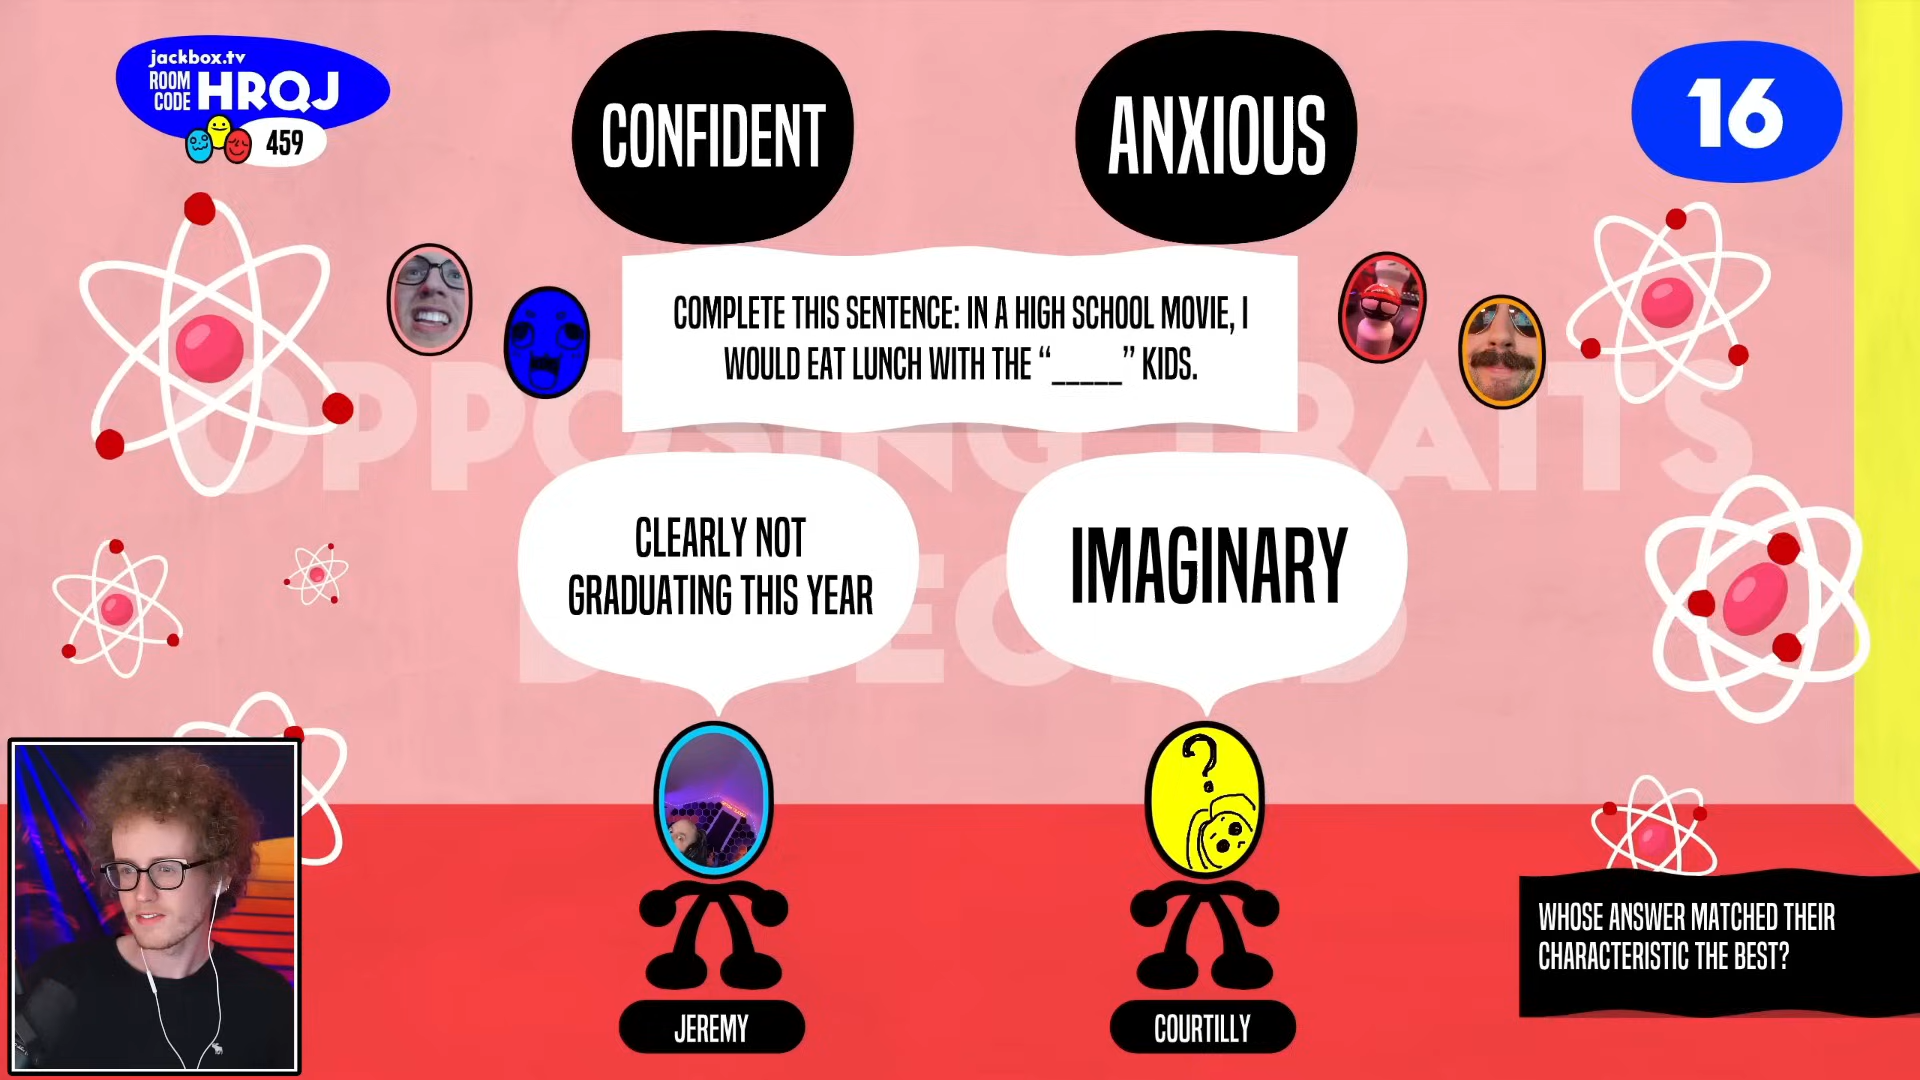 jackbox.tv
ROOM CODE HRQJ
459
CONFIDENT
ANXIOUS
16
COMPLETE THIS SENTENCE: IN A HIGH SCHOOL MOVIE, I
WOULD EAT LUNCH WITH THE “_____” KIDS.
OPPOSING TRAITS
DETECTED
CLEARLY NOT
GRADUATING THIS YEAR
IMAGINARY
?
WHOSE ANSWER MATCHED THEIR
CHARACTERISTIC THE BEST?
JEREMY
COURTILLY